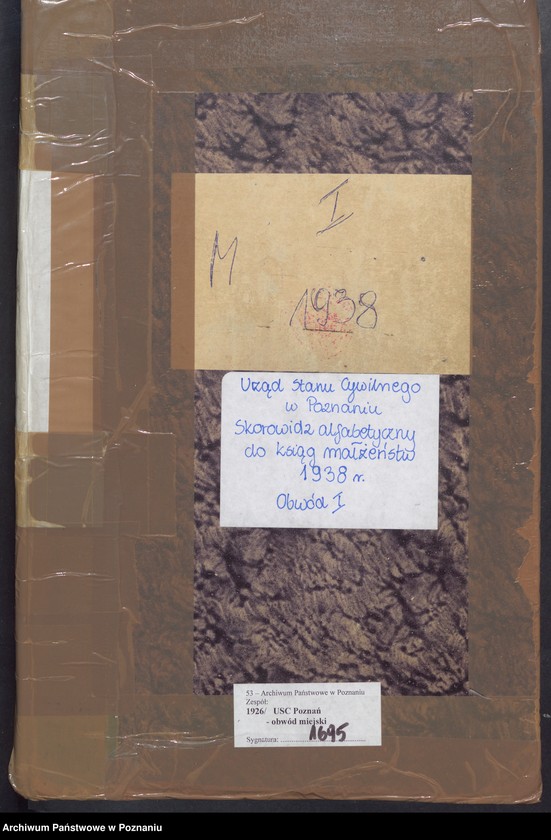 I
M
1938
Urząd Stanu Cywilnego
w Poznaniu
Skorowidz alfabetyczny
do ksiąg małżeństw
1938 r.
Obwód I
53 – Archiwum Państwowe w Poznaniu
Zespół:
1926/ USC Poznań
- obwód miejski
Sygnatura: 1695
Archiwum Państwowe w Poznaniu